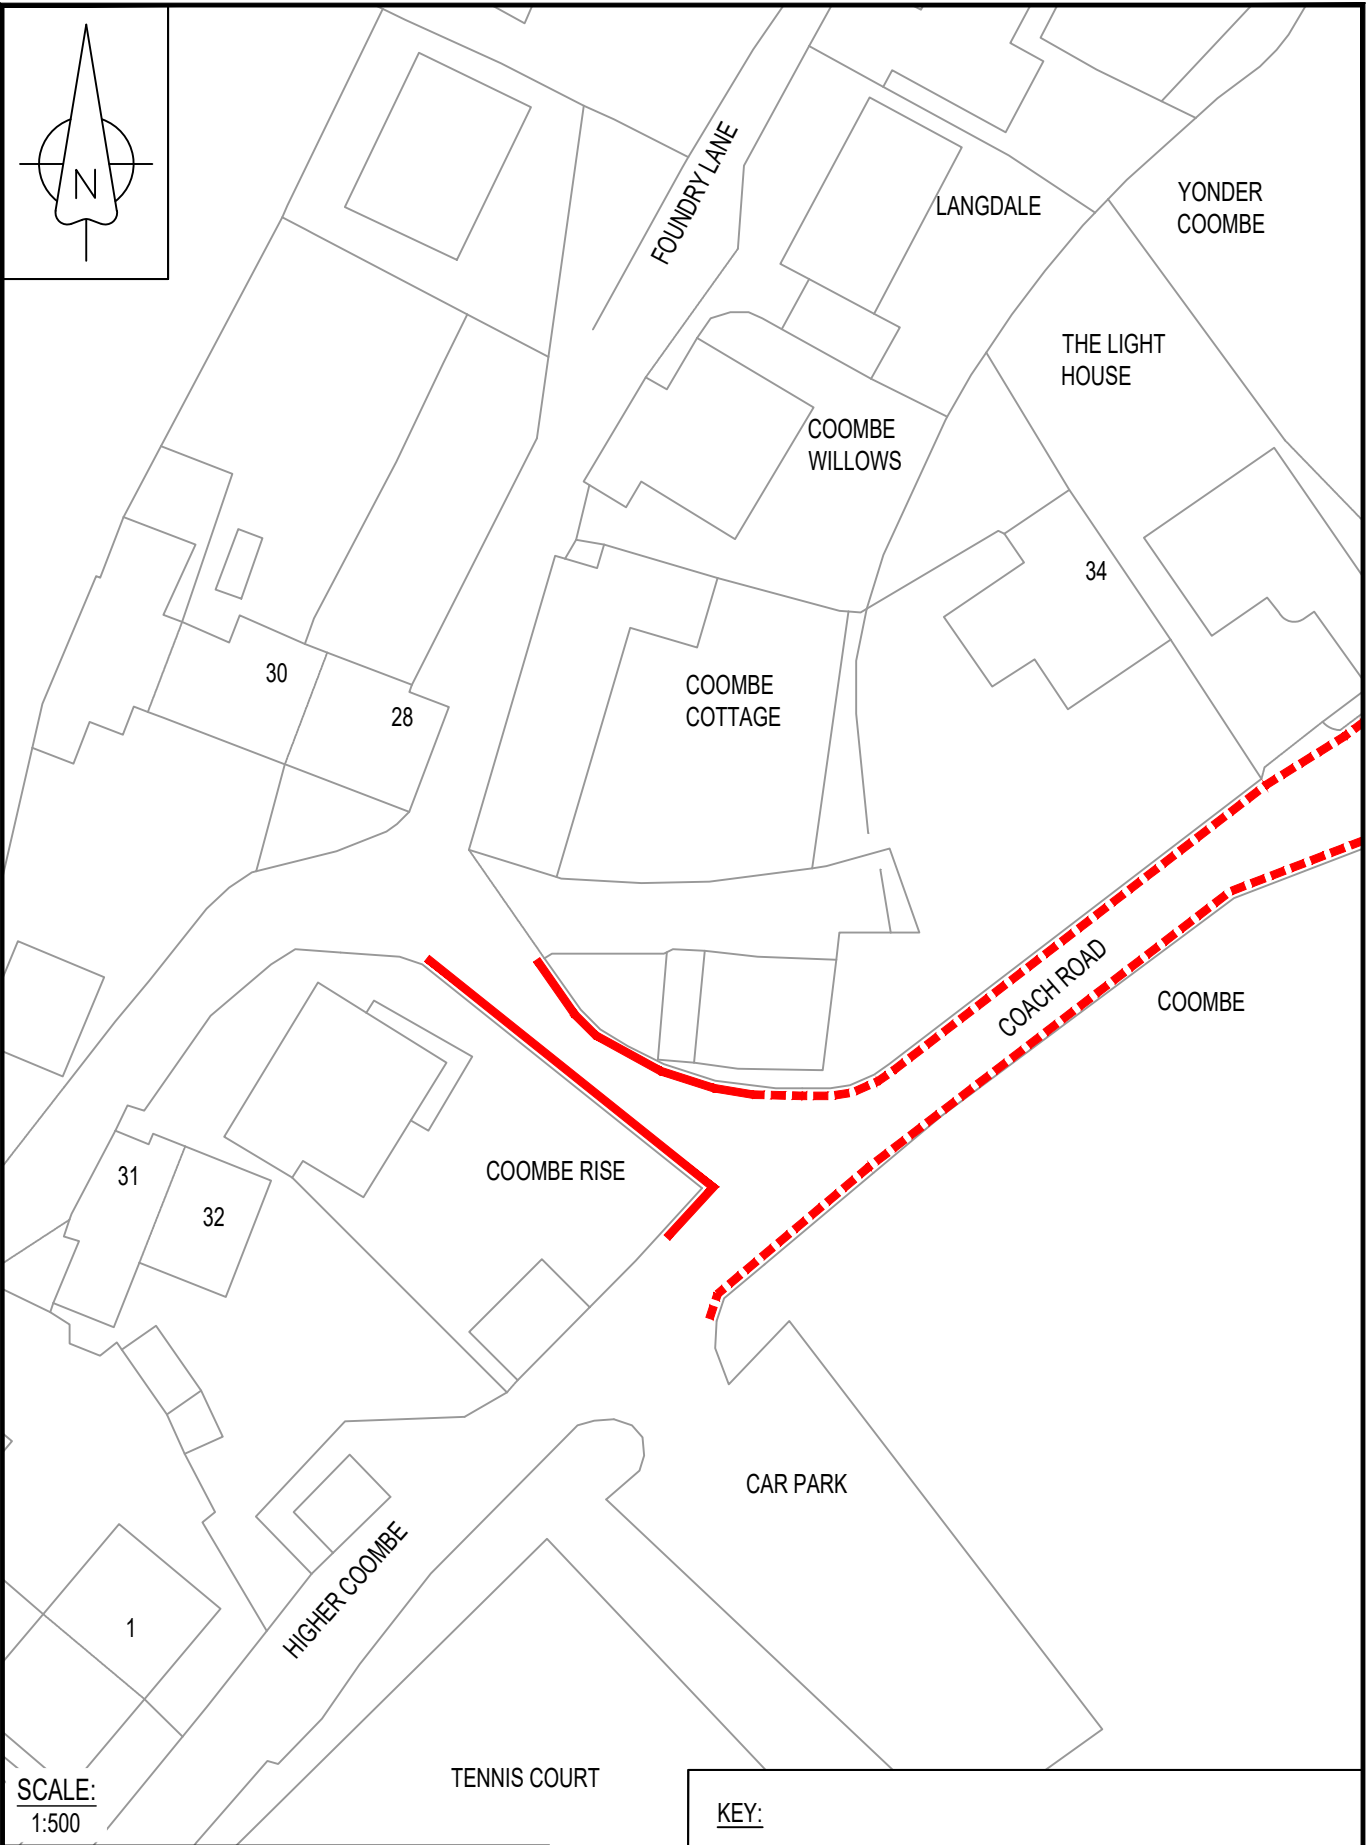 N
FOUNDRY LANE
LANGDALE
YONDER
COOMBE
THE LIGHT
HOUSE
COOMBE
WILLOWS
34
30
28
COOMBE
COTTAGE
COACH ROAD
COOMBE
COOMBE RISE
31
32
CAR PARK
HIGHER COOMBE
1
TENNIS COURT
SCALE:
1:500
KEY: